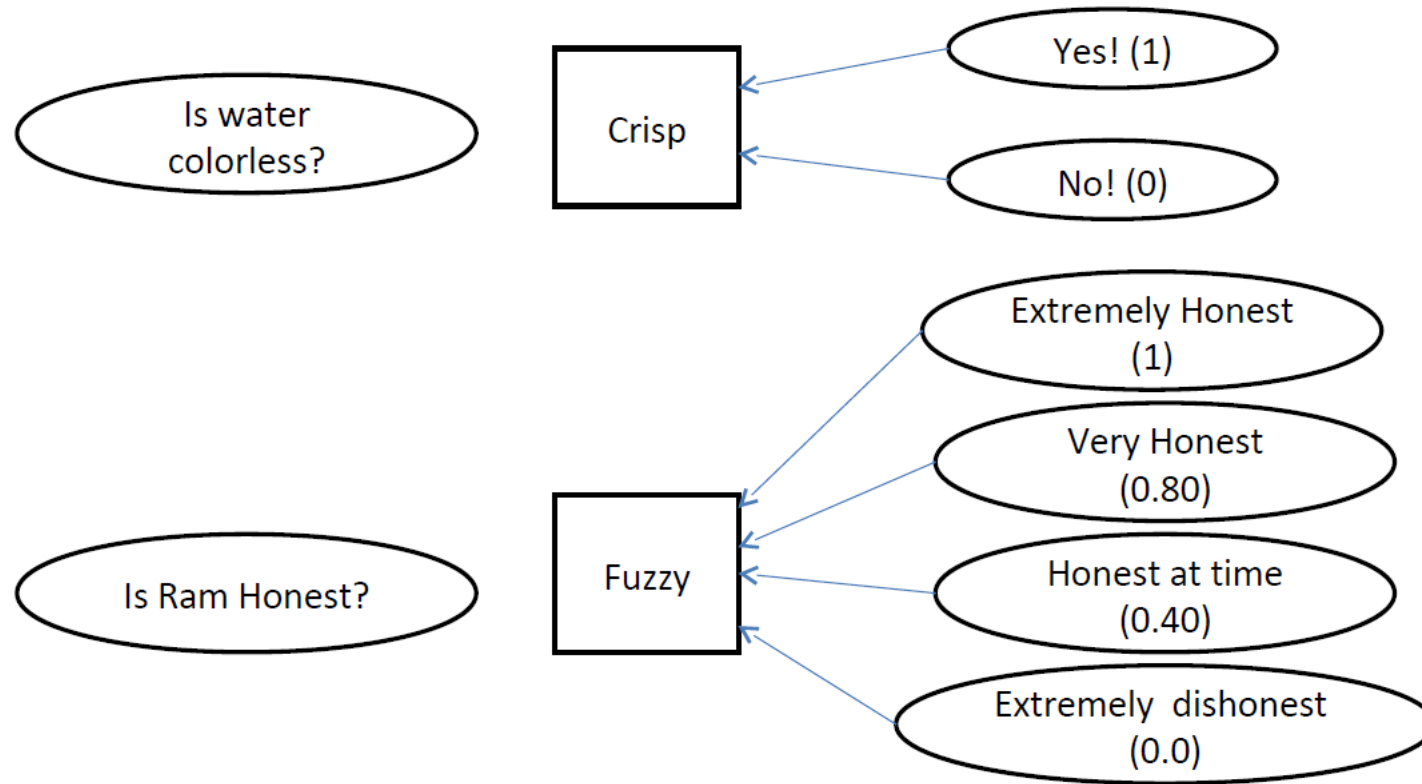 Is water
colorless?
Crisp
Yes! (1)
No! (0)
Is Ram Honest?
Fuzzy
Extremely Honest
(1)
Very Honest
(0.80)
Honest at time
(0.40)
Extremely dishonest
(0.0)